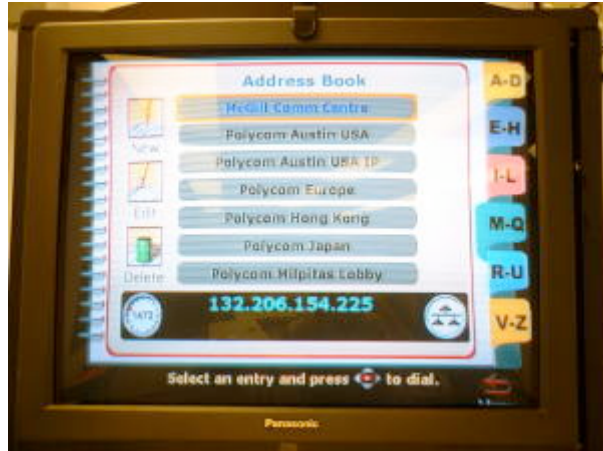 Address Book
A-D
McGill Comm Centre
New
Polycom Austin USA
E-H
Polycom Austin USA IP
I-L
Polycom Europe
Edit
Polycom Hong Kong
M-Q
Polycom Japan
Delete
Polycom Milpitas Lobby
R-U
132.206.154.225
V-Z
Select an entry and press to dial.
Panasonic